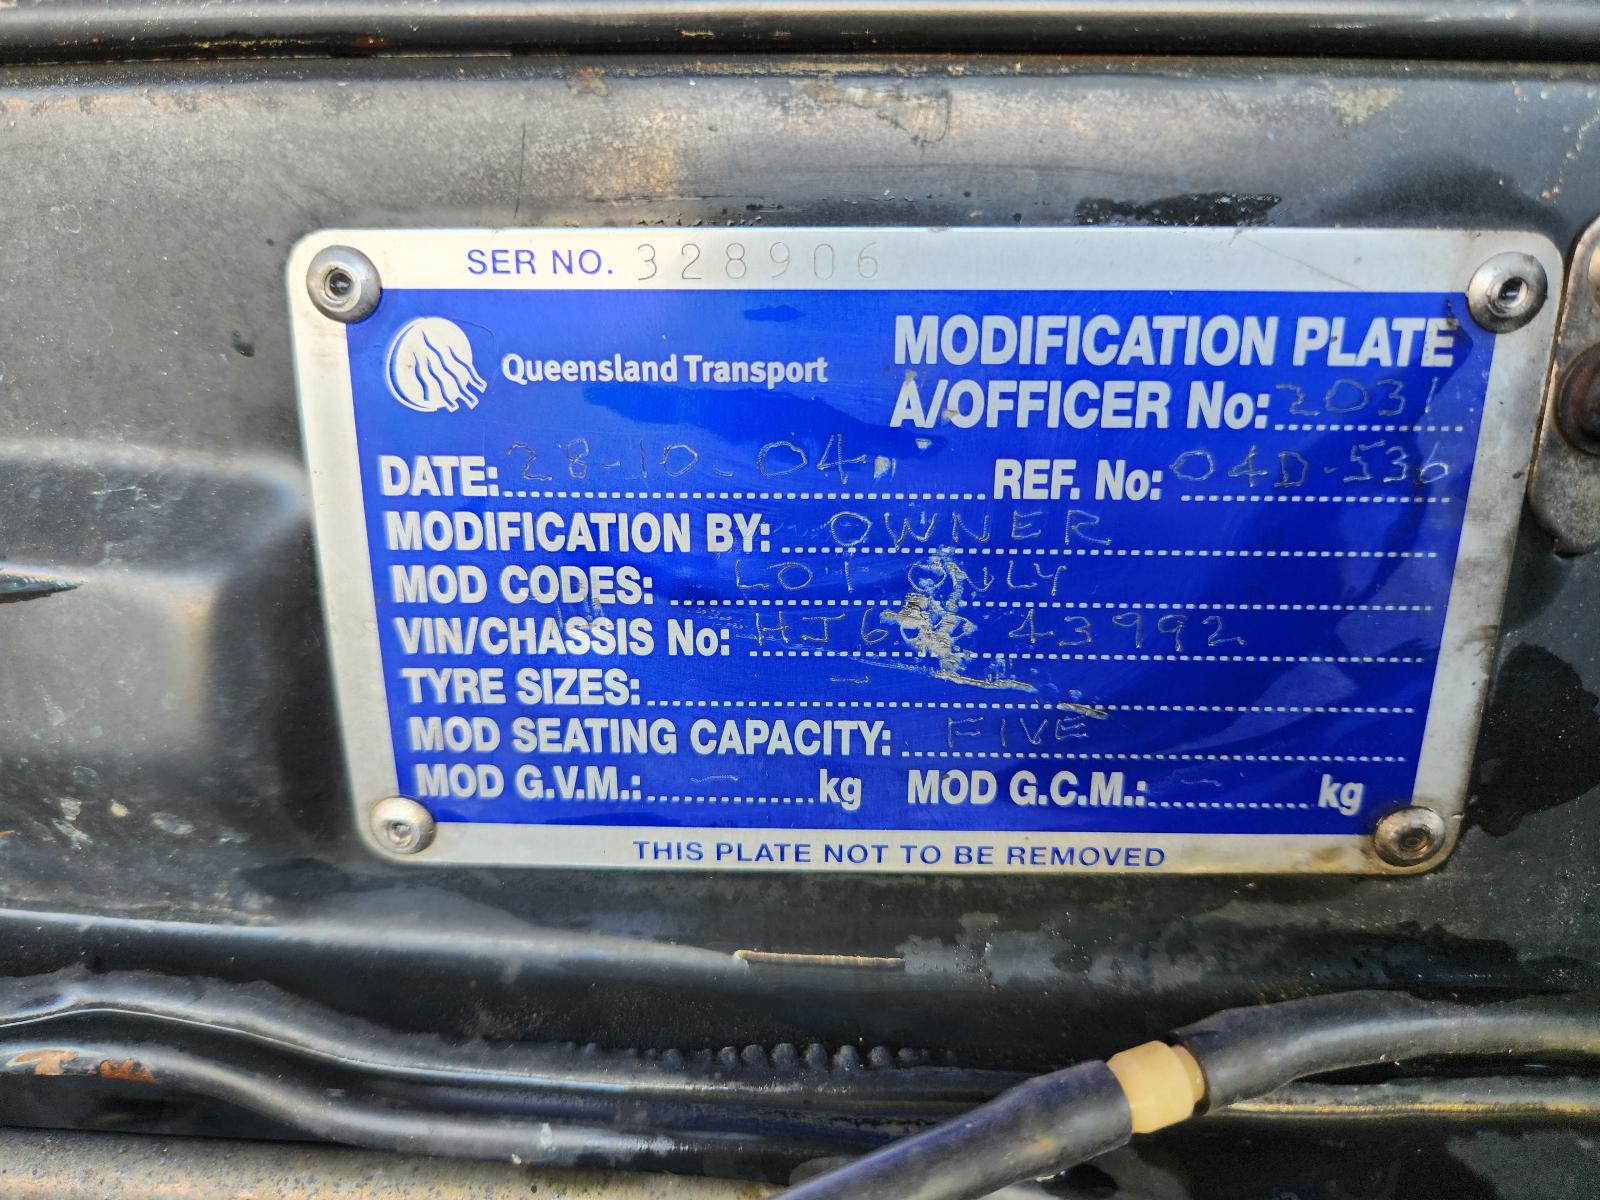 SER NO. 328906
Queensland Transport
MODIFICATION PLATE
A/OFFICER No: 2031
DATE: 28-10-04 REF. No: 04D-536
MODIFICATION BY: OWNER
MOD CODES: LO1 ONLY
VIN/CHASSIS No: 43992
TYRE SIZES: -
MOD SEATING CAPACITY: FIVE
MOD G.V.M.: - kg MOD G.C.M.: - kg
THIS PLATE NOT TO BE REMOVED